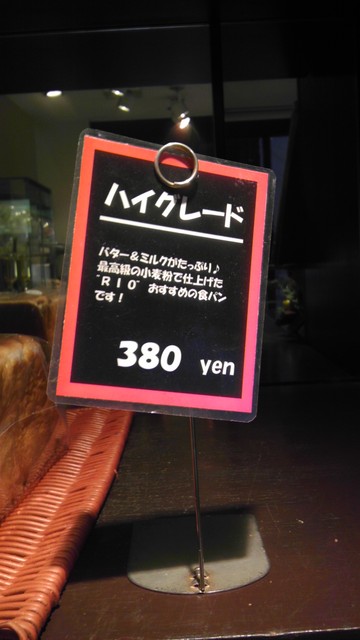 ハイグレード
バター&ミルクがたっぷり♪
最高級の小麦粉で仕上げた
"RIO" おすすめの食パン
です!
380 yen